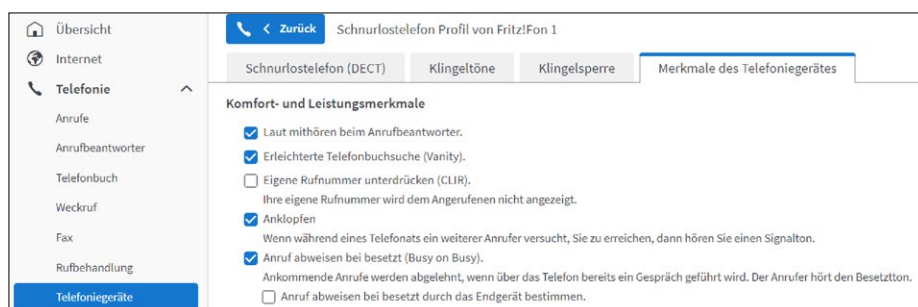 Übersicht
Internet
Telefonie
Anrufe
Anrufbeantworter
Telefonbuch
Weckruf
Fax
Rufbehandlung
Telefoniegeräte
Zurück
Schnurlostelefon Profil von Fritz!Fon 1
Schnurlostelefon (DECT)
Klingeltöne
Klingelsperre
Merkmale des Telefoniegerätes
Komfort- und Leistungsmerkmale
Laut mithören beim Anrufbeantworter.
Erleichterte Telefonbuchsuche (Vanity).
Eigene Rufnummer unterdrücken (CLIR).
Ihre eigene Rufnummer wird dem Angerufenen nicht angezeigt.
Anklopfen
Wenn während eines Telefonats ein weiterer Anrufer versucht, Sie zu erreichen, dann hören Sie einen Signalton.
Anruf abweisen bei besetzt (Busy on Busy).
Ankommende Anrufe werden abgelehnt, wenn über das Telefon bereits ein Gespräch geführt wird. Der Anrufer hört den Besetztton.
Anruf abweisen bei besetzt durch das Endgerät bestimmen.